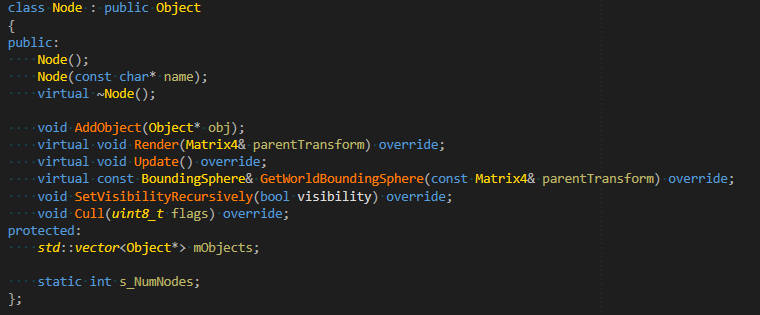 class Node : public Object
{
public:
    Node();
    Node(const char* name);
    virtual ~Node();

    void AddObject(Object* obj);
    virtual void Render(Matrix4& parentTransform) override;
    virtual void Update() override;
    virtual const BoundingSphere& GetWorldBoundingSphere(const Matrix4& parentTransform) override;
    void SetVisibilityRecursively(bool visibility) override;
    void Cull(uint8_t flags) override;
protected:
    std::vector<Object*> mObjects;

    static int s_NumNodes;
};